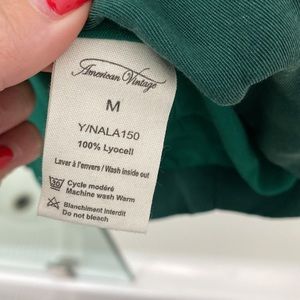 American Vintage
M
Y/NALA150
100% Lyocell
Laver à l'envers / Wash inside out
Cycle modéré
Machine wash Warm
Blanchiment Interdit
Do not bleach